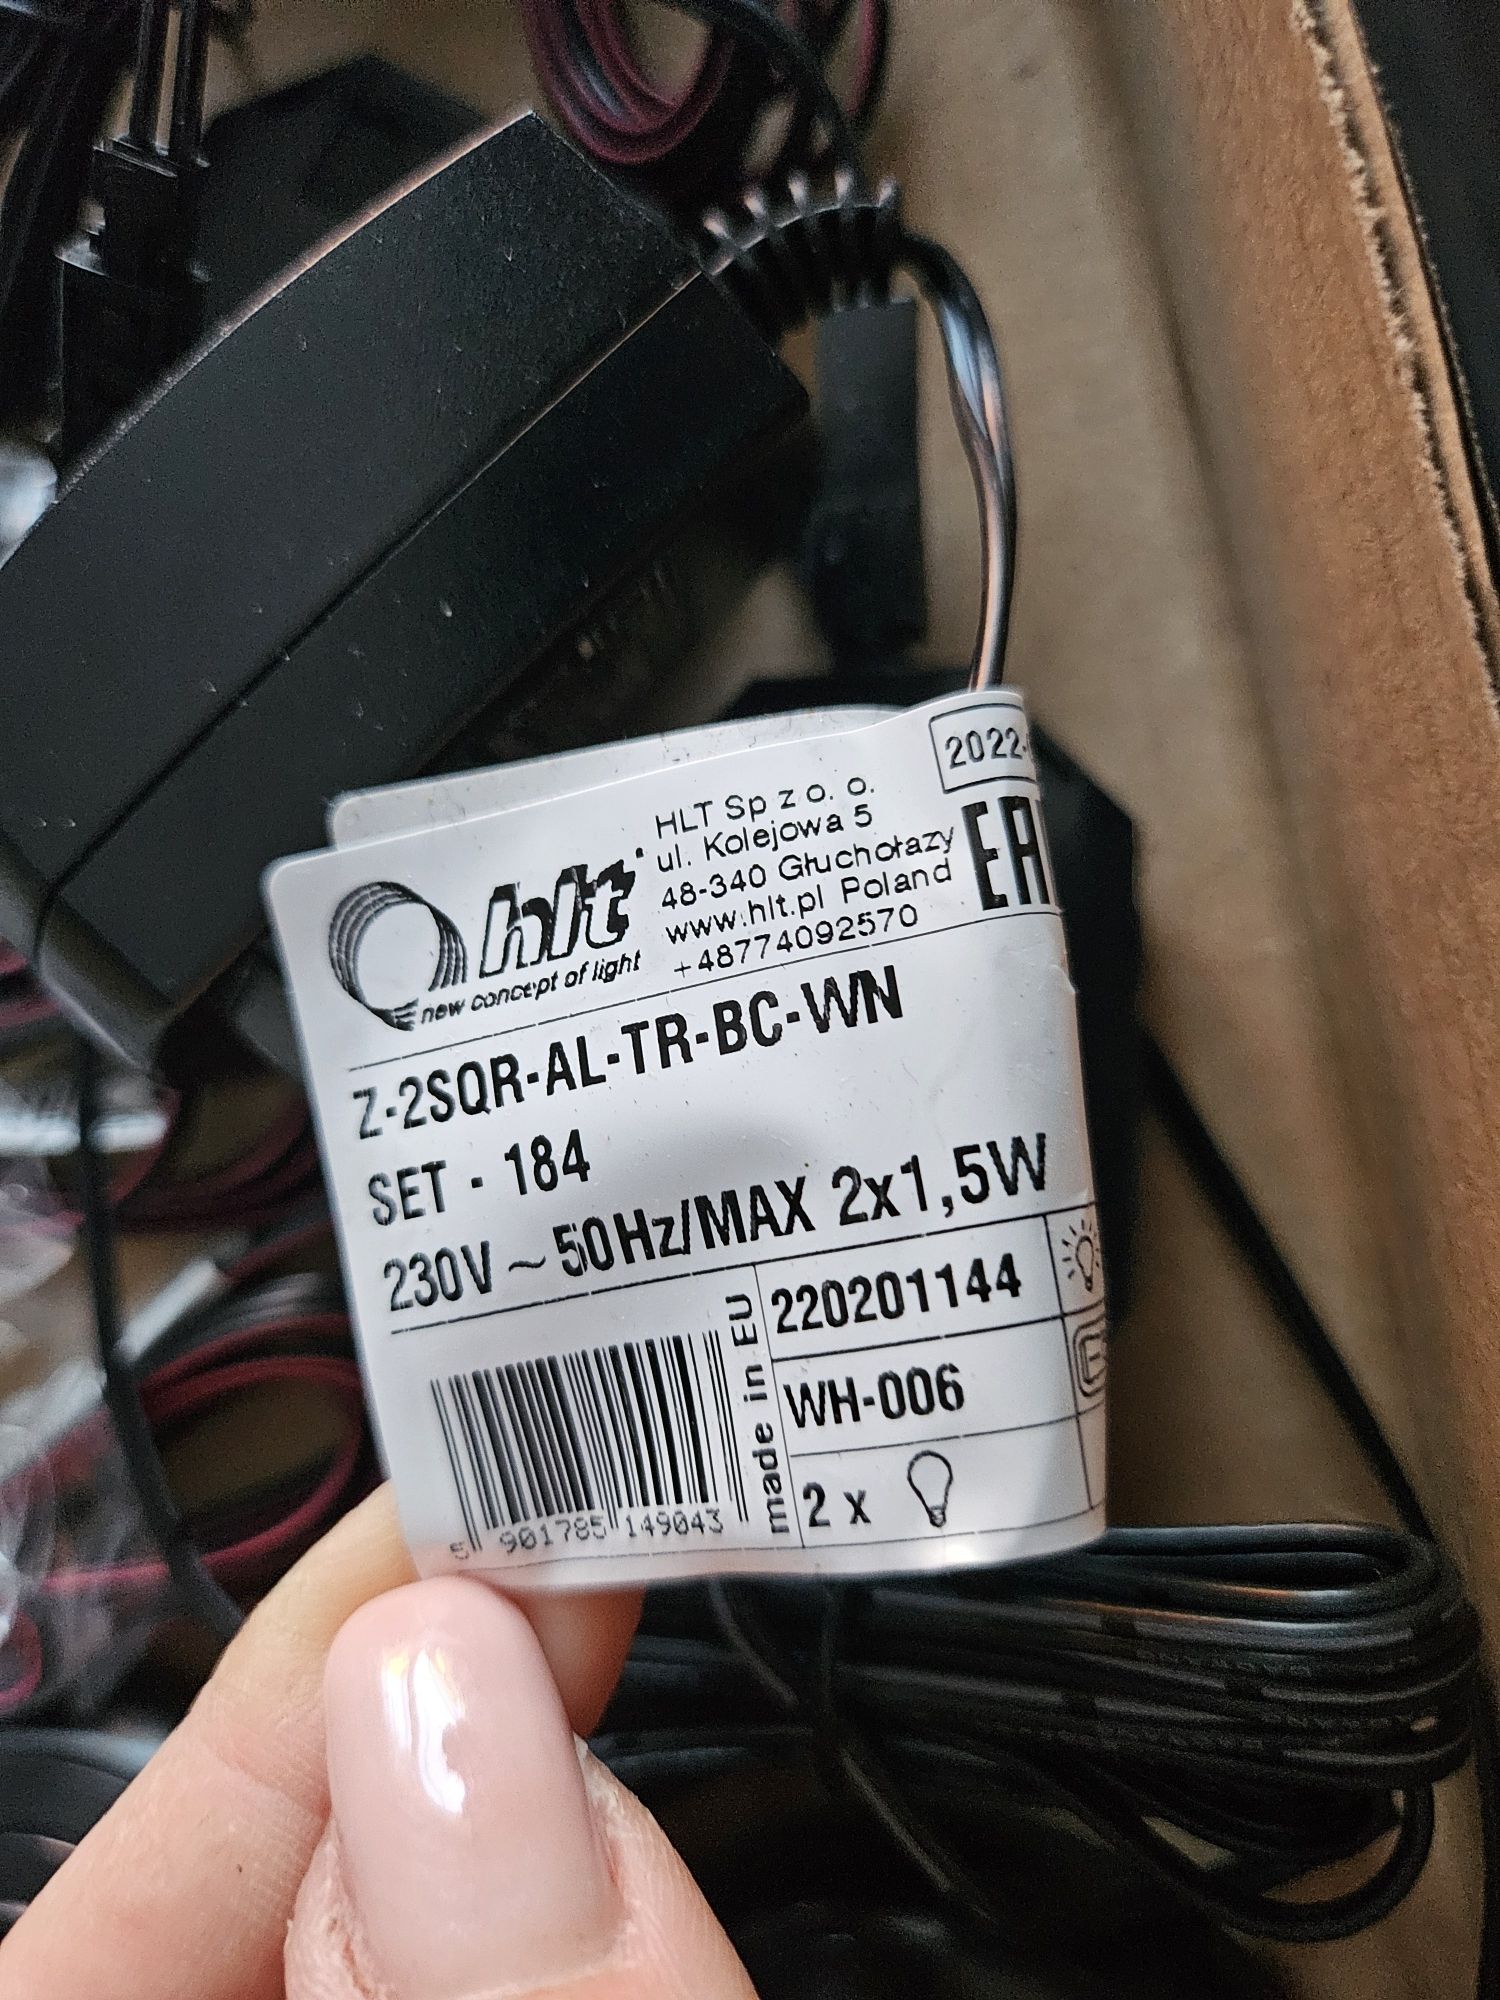 HLT Sp z o. o.
ul. Kolejowa 5
48-340 Głuchołazy
www.hlt.pl Poland
+48774092570
2022-
hlt
new concept of light
Z-2SQR-AL-TR-BC-WN
SET - 184
230V ~ 50Hz/MAX 2x1,5W
made in EU
220201144
WH-006
2 x
5 901785 149043